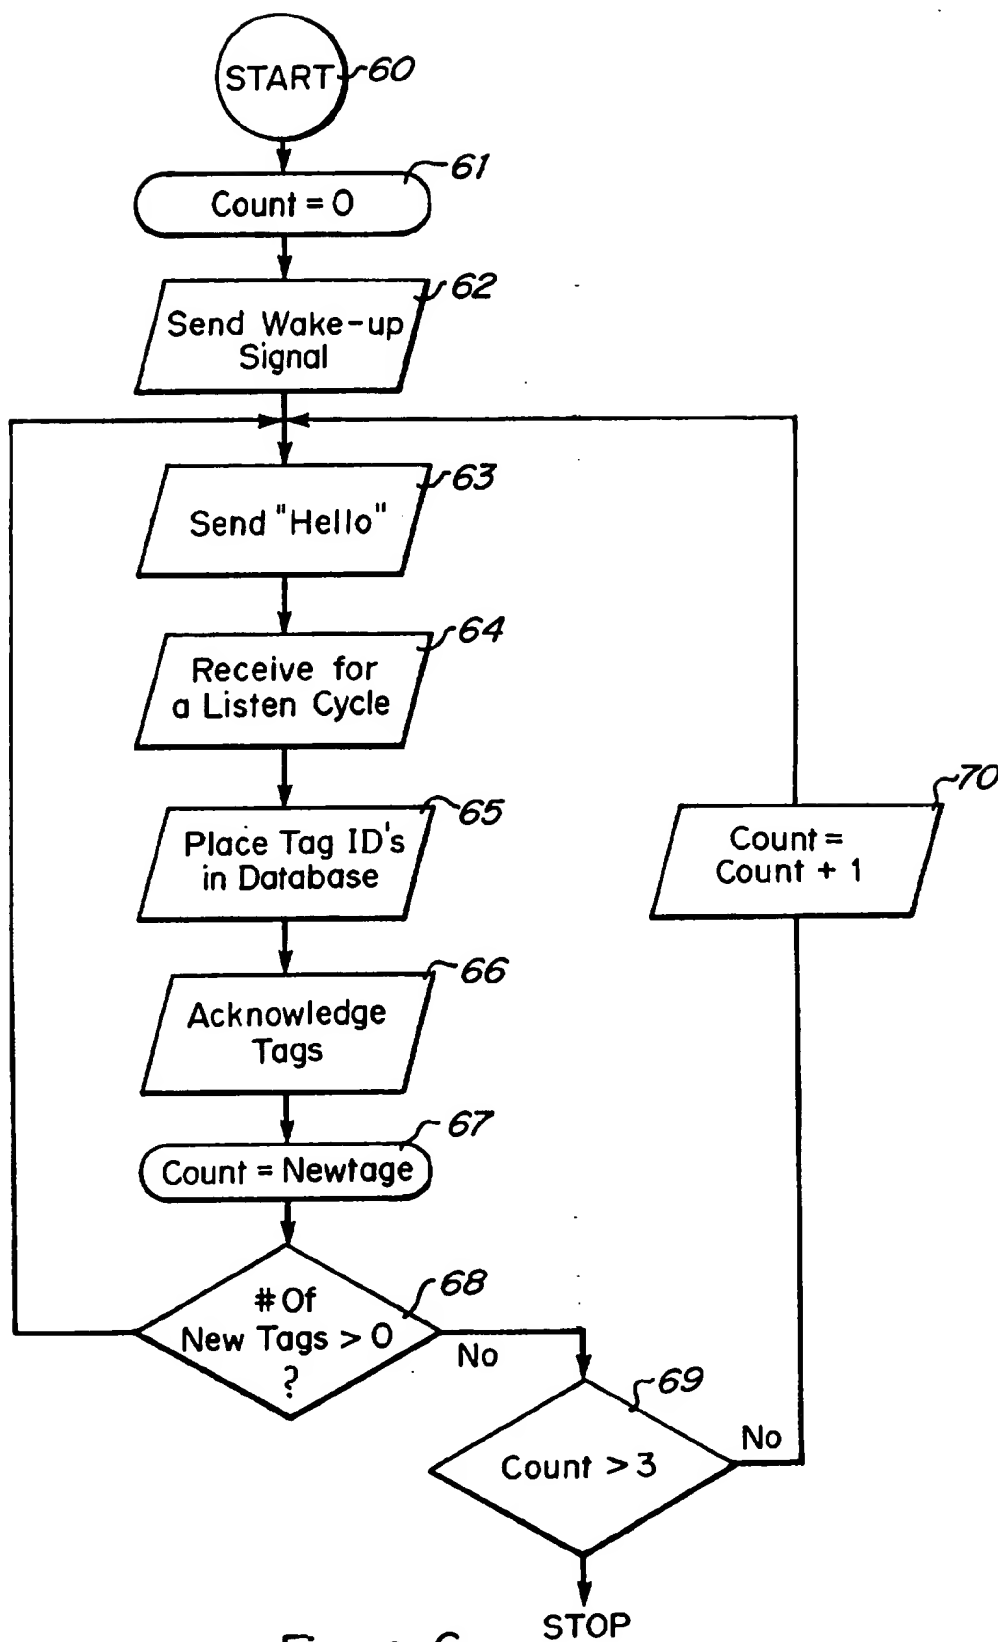 START
60
61
Count = 0
62
Send Wake-up
Signal
63
Send "Hello"
64
Receive for
a Listen Cycle
65
Place Tag ID's
in Database
70
Count =
Count + 1
66
Acknowledge
Tags
67
Count = Newtage
68
# Of
New Tags > 0
?
No
69
Count > 3
No
STOP